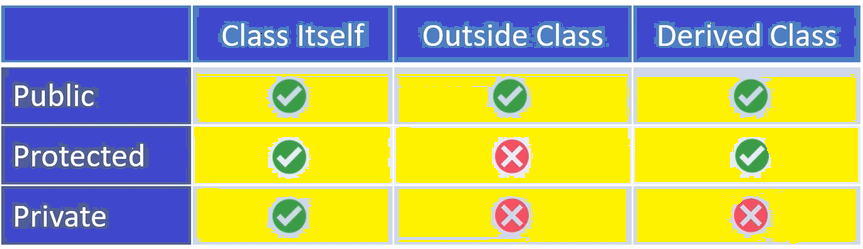 Class Itself Outside Class Derived Class
Public
Protected
Private